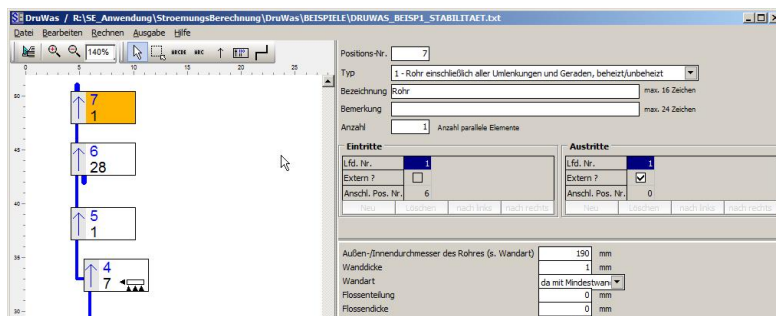 DruWas / R:\SE_Anwendung\StroemungsBerechnung\DruWas\BEISPIELE\DRUWAS_BEISP1_STABILITAET.txt
Datei Bearbeiten Rechnen Ausgabe Hilfe
140% ABCDE ABC
0 5 10 15 20 25
50
7
1
45
6
28
40
5
1
35
4
7
30
Positions-Nr. 7
Typ 1 - Rohr einschließlich aller Umlenkungen und Geraden, beheizt/unbeheizt
Bezeichnung Rohr max. 16 Zeichen
Bemerkung max. 24 Zeichen
Anzahl 1 Anzahl parallele Elemente
Eintritte
Lfd. Nr. 1
Extern ?
Anschl. Pos. Nr. 6
Neu Löschen nach links nach rechts
Austritte
Lfd. Nr. 1
Extern ?
Anschl. Pos. Nr. 0
Neu Löschen nach links nach rechts
Außen-/Innendurchmesser des Rohres (s. Wandart) 190 mm
Wanddicke 1 mm
Wandart da mit Mindestwan
Flossenteilung 0 mm
Flossendicke 0 mm